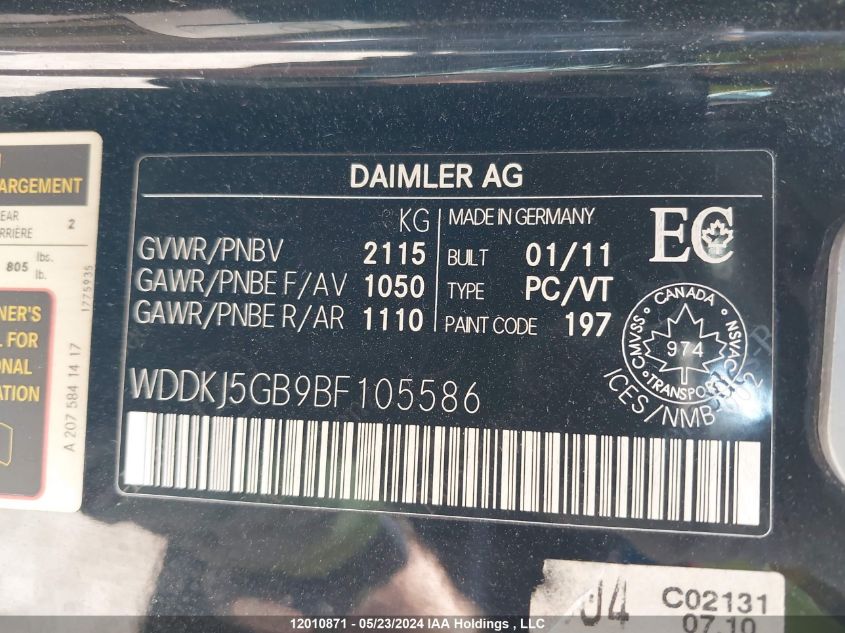 ARGEMENT
EAR
RRIÈRE 2
805 lbs.
lb.
1775935
NER'S
L FOR
ONAL
ATION
A 207 584 14 17
DAIMLER AG
KG
GVWR/PNBV 2115
GAWR/PNBE F/AV 1050
GAWR/PNBE R/AR 1110
MADE IN GERMANY
BUILT 01/11
TYPE PC/VT
PAINT CODE 197
EC
CANADA
CMVSS NSVAC
974
TRANSPORT
ICES/NMB-002
WDDKJ5GB9BF105586
J4
C02131
07.10
12010871 - 05/23/2024 IAA Holdings , LLC